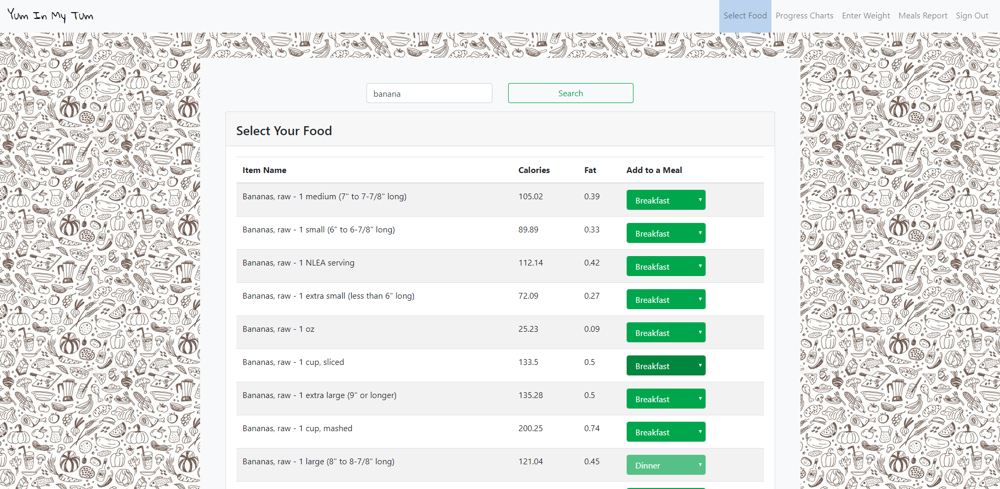 Yum In My Tum
Select Food Progress Charts Enter Weight Meals Report Sign Out
banana Search
Select Your Food
Item Name Calories Fat Add to a Meal
Bananas, raw - 1 medium (7" to 7-7/8" long) 105.02 0.39 Breakfast
Bananas, raw - 1 small (6" to 6-7/8" long) 89.89 0.33 Breakfast
Bananas, raw - 1 NLEA serving 112.14 0.42 Breakfast
Bananas, raw - 1 extra small (less than 6" long) 72.09 0.27 Breakfast
Bananas, raw - 1 oz 25.23 0.09 Breakfast
Bananas, raw - 1 cup, sliced 133.5 0.5 Breakfast
Bananas, raw - 1 extra large (9" or longer) 135.28 0.5 Breakfast
Bananas, raw - 1 cup, mashed 200.25 0.74 Breakfast
Bananas, raw - 1 large (8" to 8-7/8" long) 121.04 0.45 Dinner